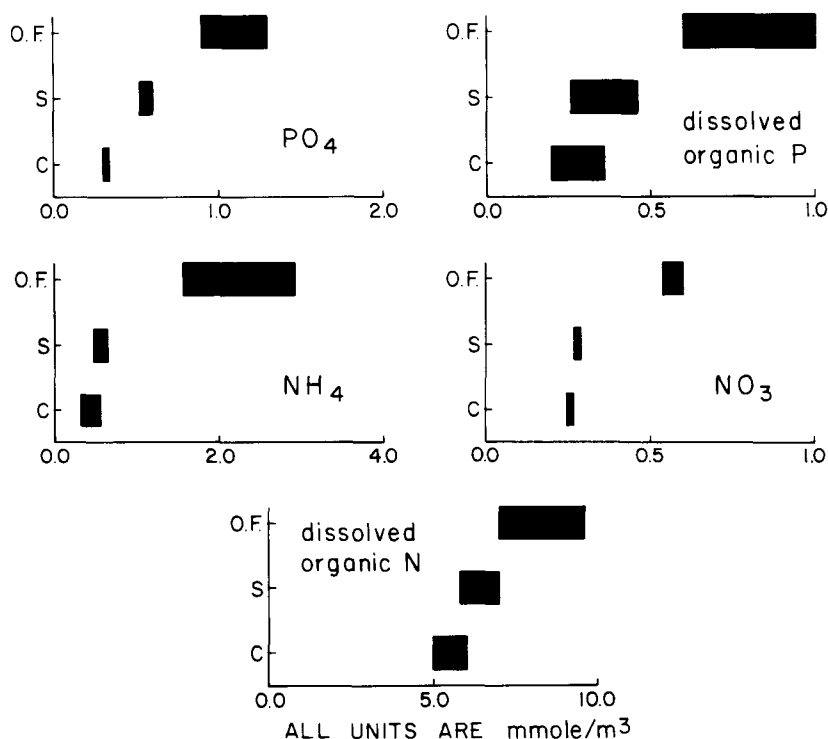 O.F.
S
C
PO4
0.0 1.0 2.0
O.F.
S
C
dissolved
organic P
0.0 0.5 1.0
O.F.
S
C
NH4
0.0 2.0 4.0
O.F.
S
C
NO3
0.0 0.5 1.0
O.F.
S
C
dissolved
organic N
0.0 5.0 10.0
ALL UNITS ARE mmole/m3